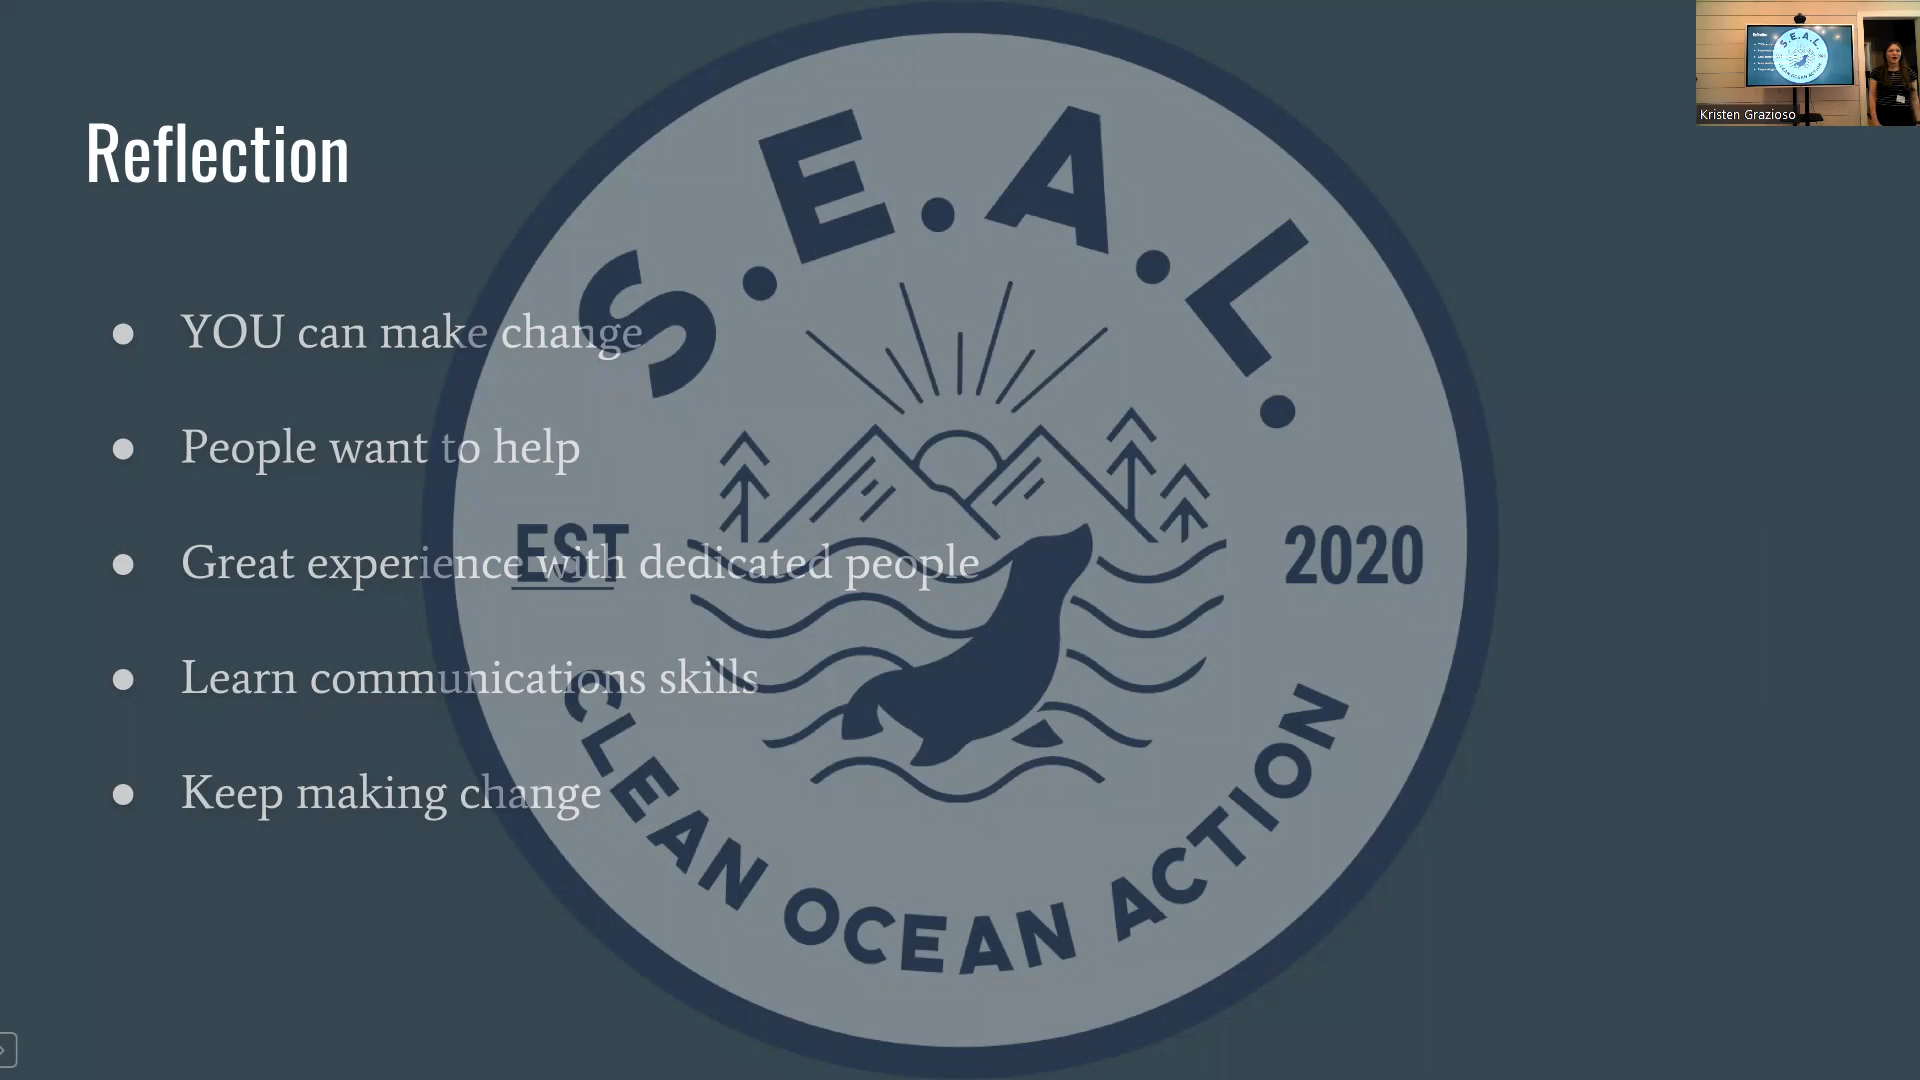 Reflection
YOU can make change
People want to help
Great experience with dedicated people
Learn communications skills
Keep making change
S.E.A.L.
EST
2020
CLEAN OCEAN ACTION
Kristen Grazioso